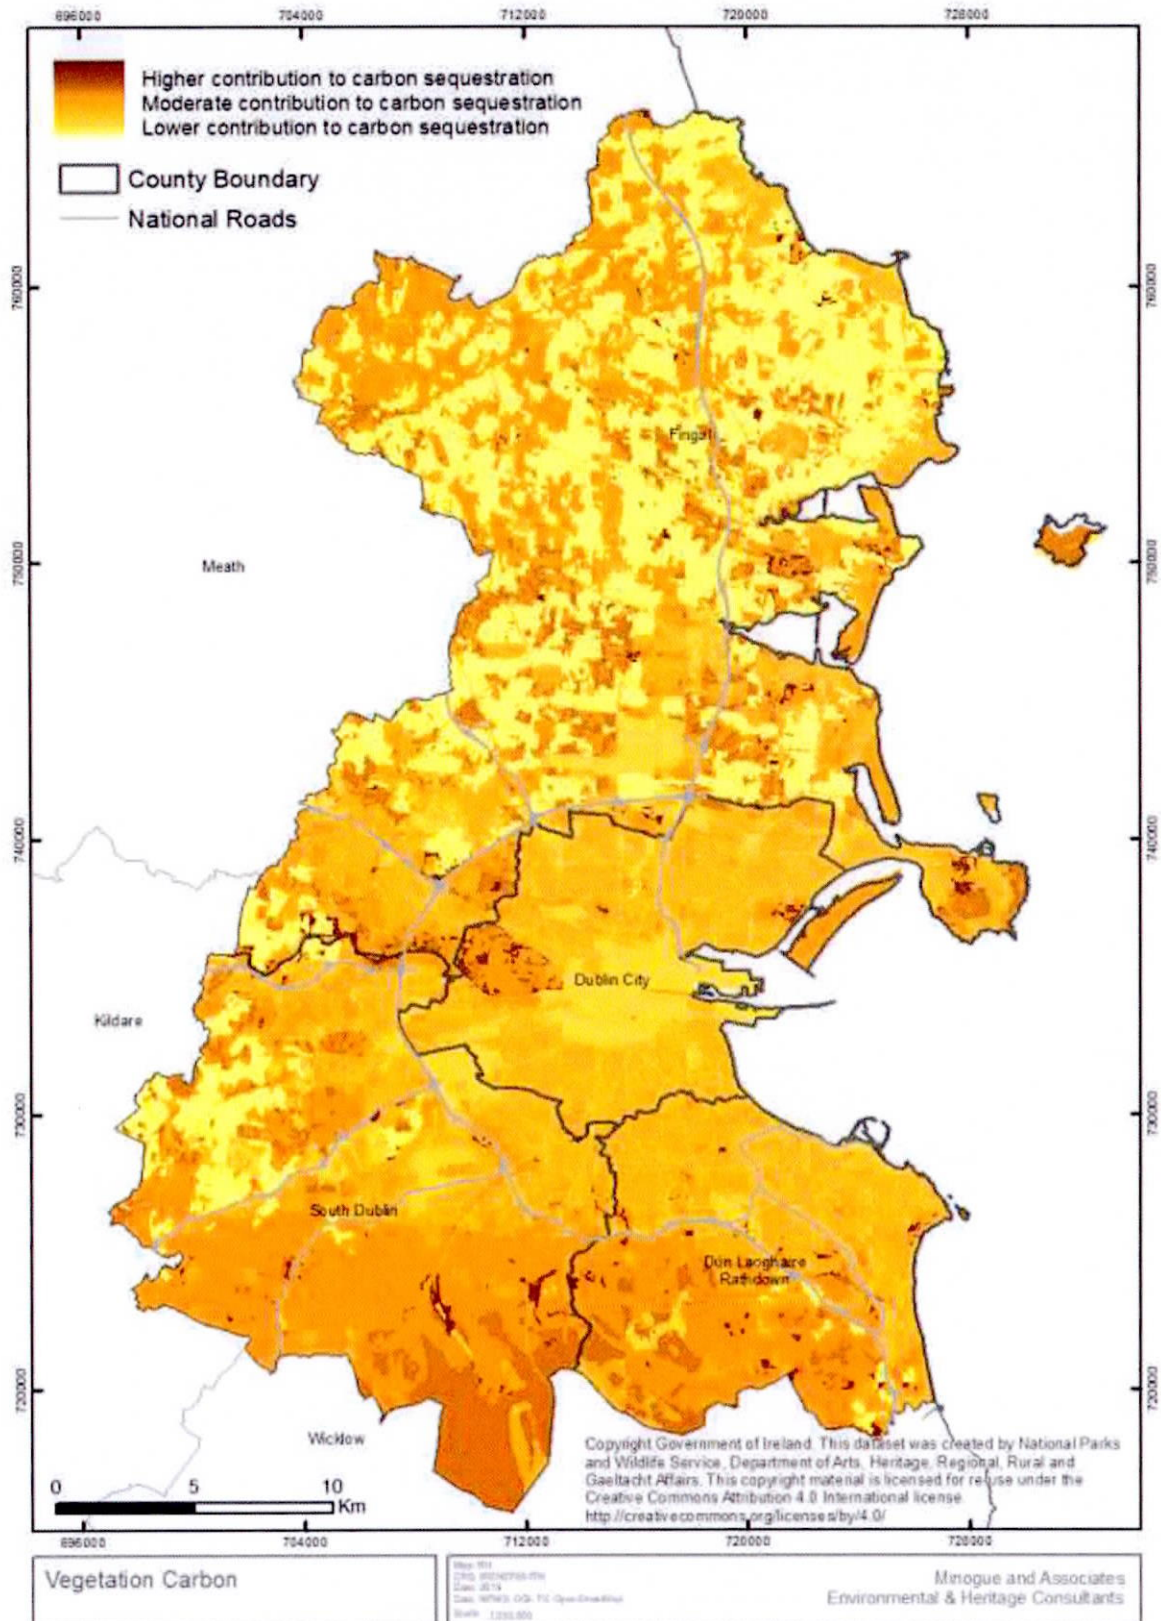 696000 704000 712000 720000 728000
Higher contribution to carbon sequestration
Moderate contribution to carbon sequestration
Lower contribution to carbon sequestration
County Boundary
National Roads
760000 760000
Fingal
750000 750000
Meath
740000 740000
Dublin City
Kildare
730000 730000
South Dublin
Dún Laoghaire
Rathdown
720000 720000
Wicklow
Copyright Government of Ireland. This dataset was created by National Parks
and Wildlife Service, Department of Arts, Heritage, Regional, Rural and
Gaeltacht Affairs. This copyright material is licensed for re-use under the
Creative Commons Attribution 4.0 International license.
http://creativecommons.org/licenses/by/4.0/
0 5 10
Km
696000 704000 712000 720000 728000
Vegetation Carbon
Minogue and Associates
Environmental & Heritage Consultants